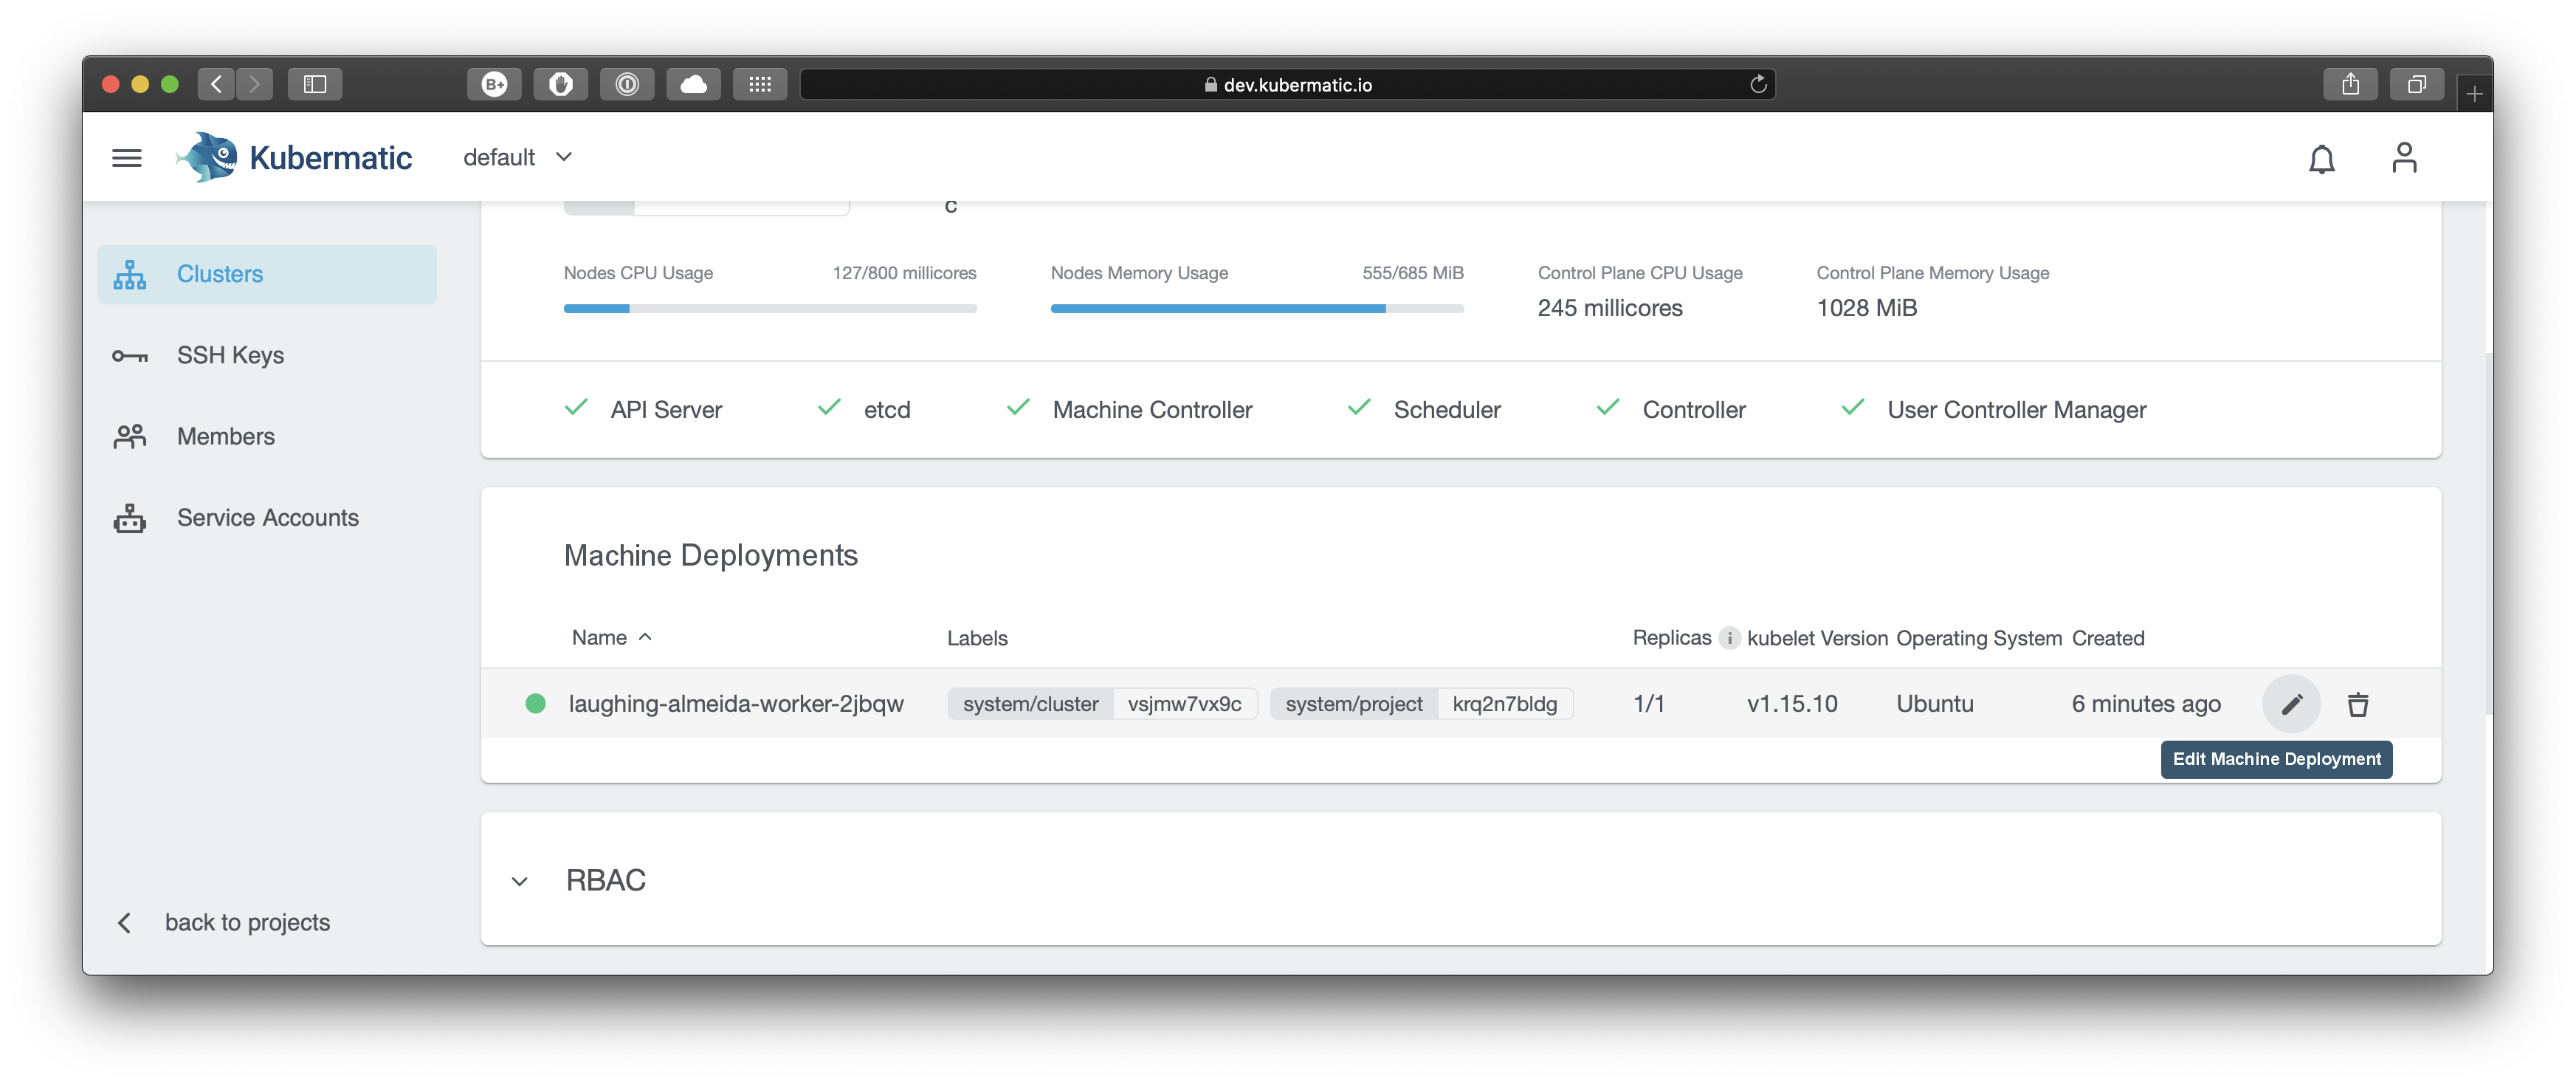 B+
dev.kubermatic.io
Kubermatic default
c
Clusters
SSH Keys
Members
Service Accounts
back to projects
Nodes CPU Usage 127/800 millicores
Nodes Memory Usage 555/685 MiB
Control Plane CPU Usage
245 millicores
Control Plane Memory Usage
1028 MiB
API Server etcd Machine Controller Scheduler Controller User Controller Manager
Machine Deployments
Name Labels Replicas i kubelet Version Operating System Created
laughing-almeida-worker-2jbqw system/cluster vsjmw7vx9c system/project krq2n7bldg 1/1 v1.15.10 Ubuntu 6 minutes ago
Edit Machine Deployment
RBAC